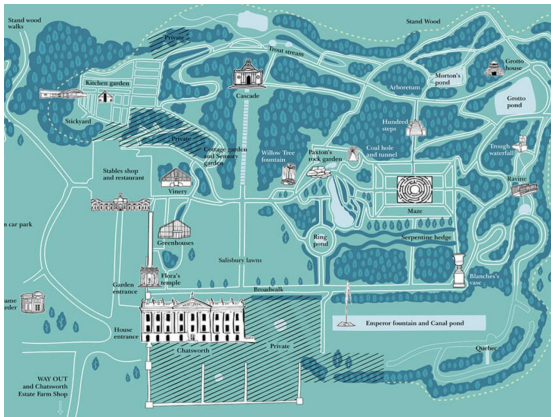 Stand wood
walks
Private
Stand Wood
Trout stream
Grotto
house
Kitchen garden
Cascade
Arboretum
Morton's
pond
Grotto
pond
Stickyard
Hundred
steps
Private
Cottage garden
and Sensory
garden
Willow Tree
fountain
Paxton's
rock garden
Coal hole
and tunnel
Trough
waterfall
Stables shop
and restaurant
Vinery
Ravine
Maze
n car park
Greenhouses
Ring
pond
Serpentine hedge
Salisbury lawns
Garden
entrance
Flora's
temple
Blanche's
vase
Broadwalk
ame
rder
House
entrance
Emperor fountain and Canal pond
Chatsworth
Private
Quebec
WAY OUT
and Chatsworth
Estate Farm Shop